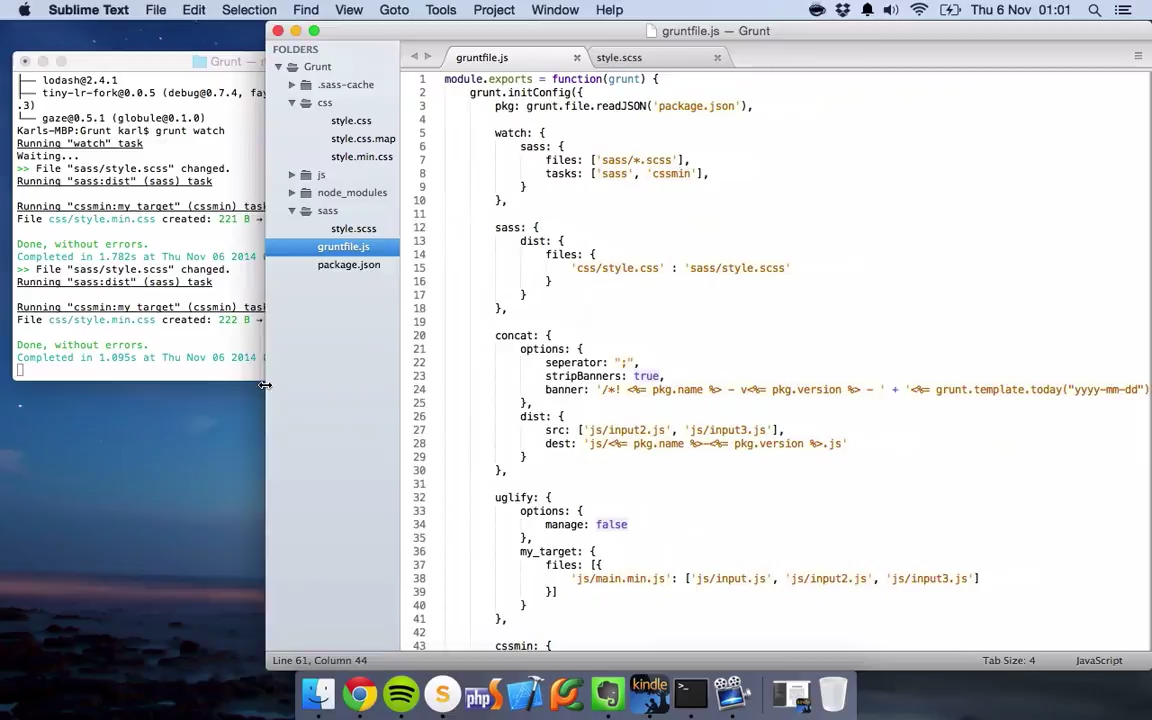 Sublime Text File Edit Selection Find View Goto Tools Project Window Help Thu 6 Nov 01:01
Grunt —
lodash@2.4.1
tiny-lr-fork@0.0.5 (debug@0.7.4, fay
.3)
gaze@0.5.1 (globule@0.1.0)
Karls-MBP:Grunt karl$ grunt watch
Running "watch" task
Waiting...
>> File "sass/style.scss" changed.
Running "sass:dist" (sass) task
Running "cssmin:my_target" (cssmin) task
File css/style.min.css created: 221 B →
Done, without errors.
Completed in 1.782s at Thu Nov 06 2014
>> File "sass/style.scss" changed.
Running "sass:dist" (sass) task
Running "cssmin:my_target" (cssmin) task
File css/style.min.css created: 222 B →
Done, without errors.
Completed in 1.095s at Thu Nov 06 2014
gruntfile.js — Grunt
FOLDERS
Grunt
.sass-cache
css
style.css
style.css.map
style.min.css
js
node_modules
sass
style.scss
gruntfile.js
package.json
gruntfile.js style.scss
1 module.exports = function(grunt) {
2 grunt.initConfig({
3 pkg: grunt.file.readJSON('package.json'),
4
5 watch: {
6 sass: {
7 files: ['sass/*.scss'],
8 tasks: ['sass', 'cssmin'],
9 }
10 },
11
12 sass: {
13 dist: {
14 files: {
15 'css/style.css' : 'sass/style.scss'
16 }
17 }
18 },
19
20 concat: {
21 options: {
22 seperator: ";",
23 stripBanners: true,
24 banner: '/*! <%= pkg.name %> - v<%= pkg.version %> - ' + '<%= grunt.template.today("yyyy-mm-dd")
25 },
26 dist: {
27 src: ['js/input2.js', 'js/input3.js'],
28 dest: 'js/<%= pkg.name %>-<%= pkg.version %>.js'
29 }
30 },
31
32 uglify: {
33 options: {
34 manage: false
35 },
36 my_target: {
37 files: [{
38 'js/main.min.js': ['js/input.js', 'js/input2.js', 'js/input3.js']
39 }]
40 }
41 },
42
43 cssmin: {
Line 61, Column 44 Tab Size: 4 JavaScript
php
kindle